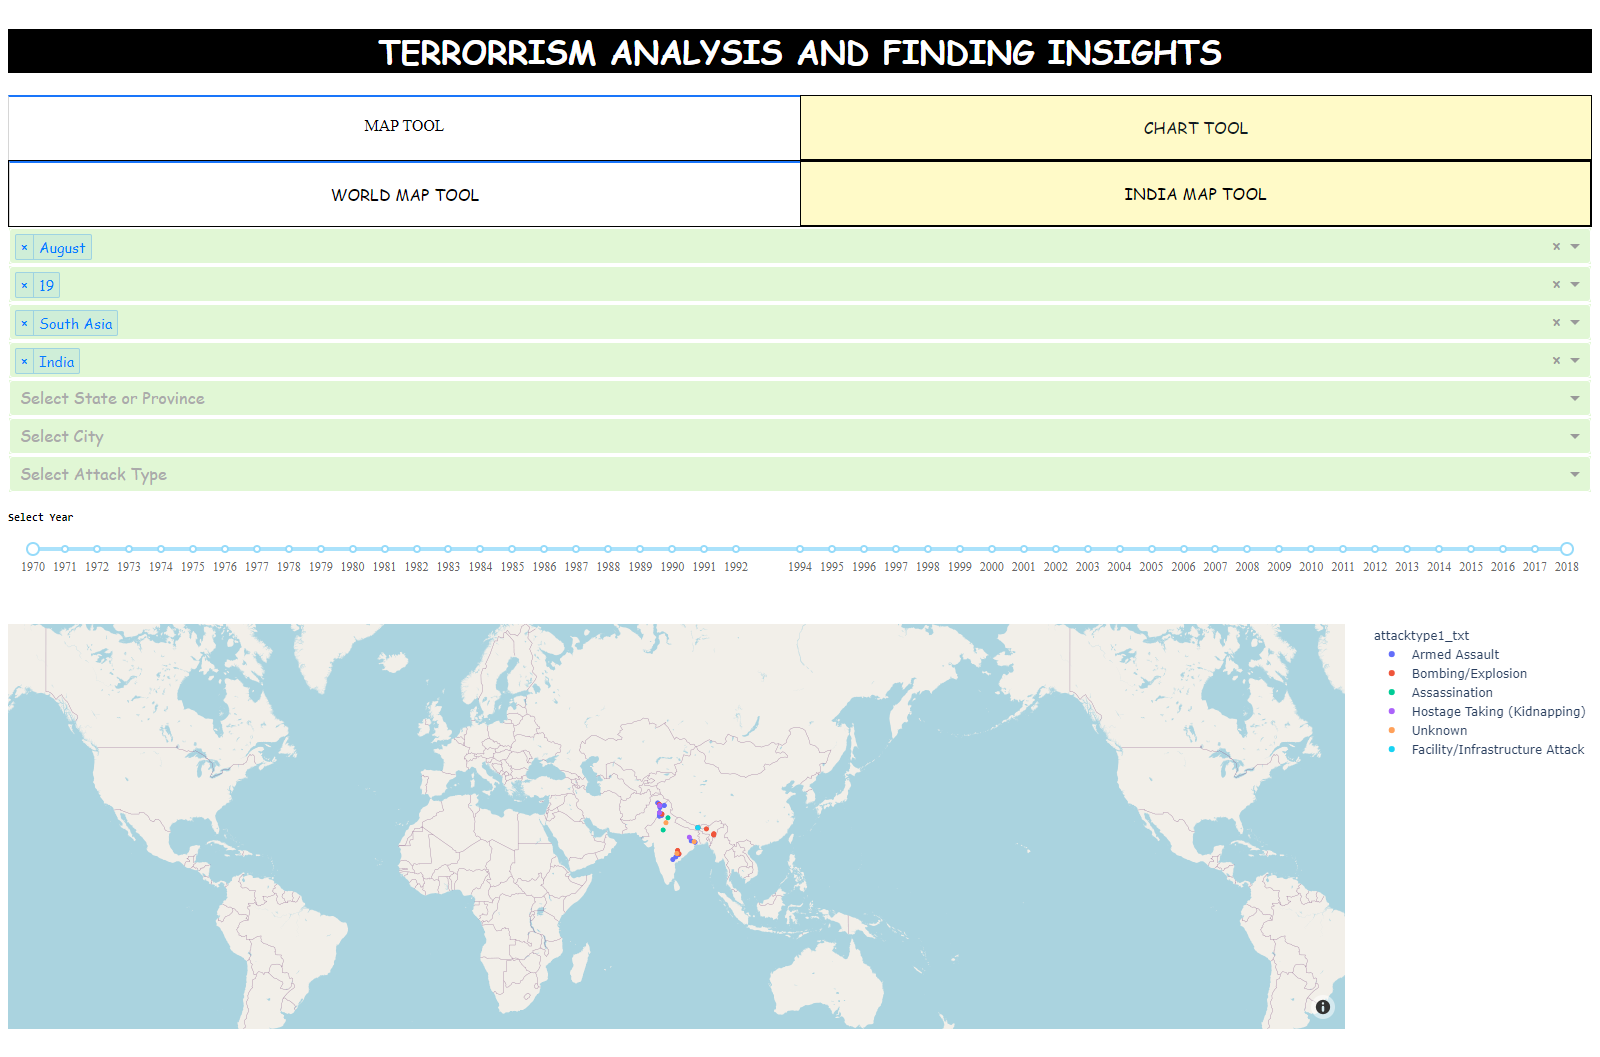 TERRORRISM ANALYSIS AND FINDING INSIGHTS
MAP TOOL CHART TOOL
WORLD MAP TOOL INDIA MAP TOOL
× August × 
× 19 ×
× South Asia ×
× India ×
Select State or Province
Select City
Select Attack Type
Select Year
1970 1971 1972 1973 1974 1975 1976 1977 1978 1979 1980 1981 1982 1983 1984 1985 1986 1987 1988 1989 1990 1991 1992 1994 1995 1996 1997 1998 1999 2000 2001 2002 2003 2004 2005 2006 2007 2008 2009 2010 2011 2012 2013 2014 2015 2016 2017 2018
attacktype1_txt
Armed Assault
Bombing/Explosion
Assassination
Hostage Taking (Kidnapping)
Unknown
Facility/Infrastructure Attack